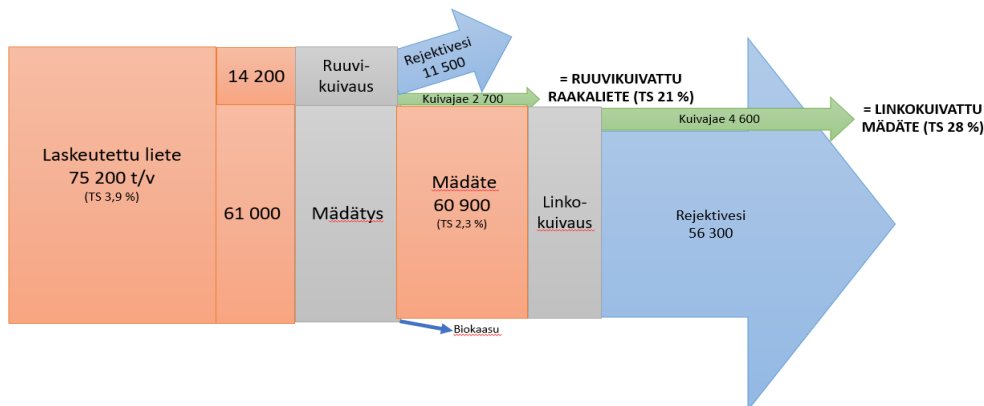 Laskeutettu liete
75 200 t/v
(TS 3,9 %)
14 200
61 000
Ruuvi-
kuivaus
Mädätys
Rejektivesi
11 500
Kuivajae 2 700
= RUUVIKUIVATTU
RAAKALIETE (TS 21 %)
Mädäte
60 900
(TS 2,3 %)
Biokaasu
Linko-
kuivaus
Kuivajae 4 600
= LINKOKUIVATTU
MÄDÄTE (TS 28 %)
Rejektivesi
56 300